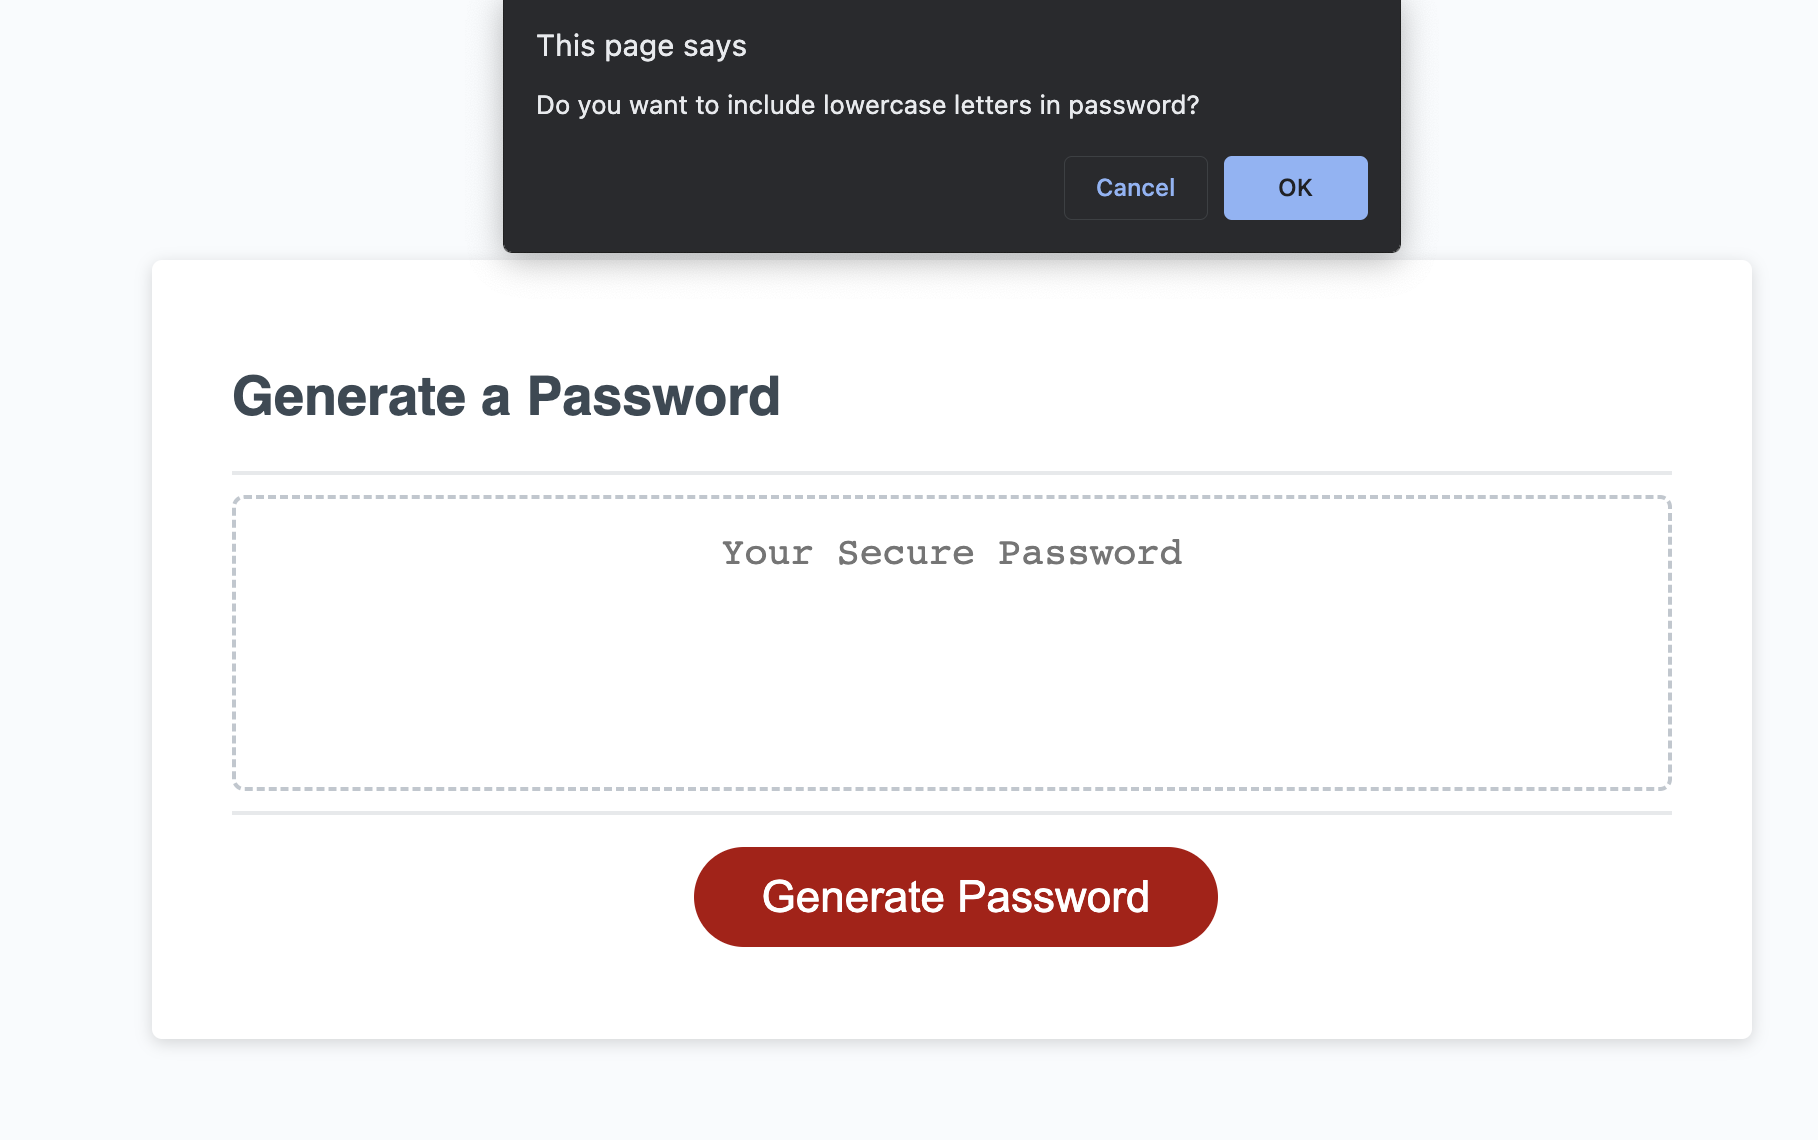 This page says
Do you want to include lowercase letters in password?
Cancel
OK
Generate a Password
Your Secure Password
Generate Password